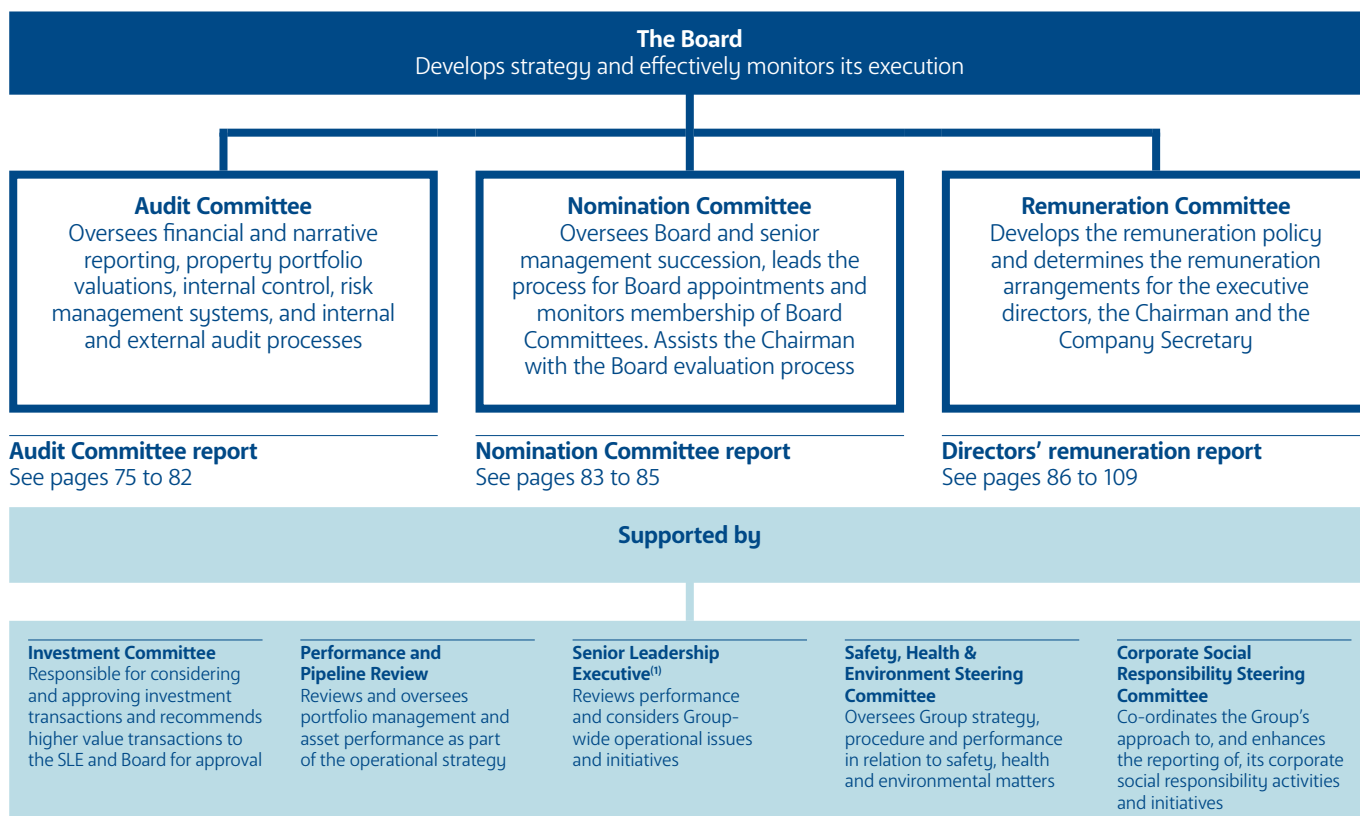 The Board
Develops strategy and effectively monitors its execution
Audit Committee
Oversees financial and narrative
reporting, property portfolio
valuations, internal control, risk
management systems, and internal
and external audit processes
Nomination Committee
Oversees Board and senior
management succession, leads the
process for Board appointments and
monitors membership of Board
Committees. Assists the Chairman
with the Board evaluation process
Remuneration Committee
Develops the remuneration policy
and determines the remuneration
arrangements for the executive
directors, the Chairman and the
Company Secretary
Audit Committee report
See pages 75 to 82
Nomination Committee report
See pages 83 to 85
Directors’ remuneration report
See pages 86 to 109
Supported by
Investment Committee
Responsible for considering
and approving investment
transactions and recommends
higher value transactions to
the SLE and Board for approval
Performance and
Pipeline Review
Reviews and oversees
portfolio management and
asset performance as part
of the operational strategy
Senior Leadership
Executive(1)
Reviews performance
and considers Group-
wide operational issues
and initiatives
Safety, Health &
Environment Steering
Committee
Oversees Group strategy,
procedure and performance
in relation to safety, health
and environmental matters
Corporate Social
Responsibility Steering
Committee
Co-ordinates the Group’s
approach to, and enhances
the reporting of, its corporate
social responsibility activities
and initiatives